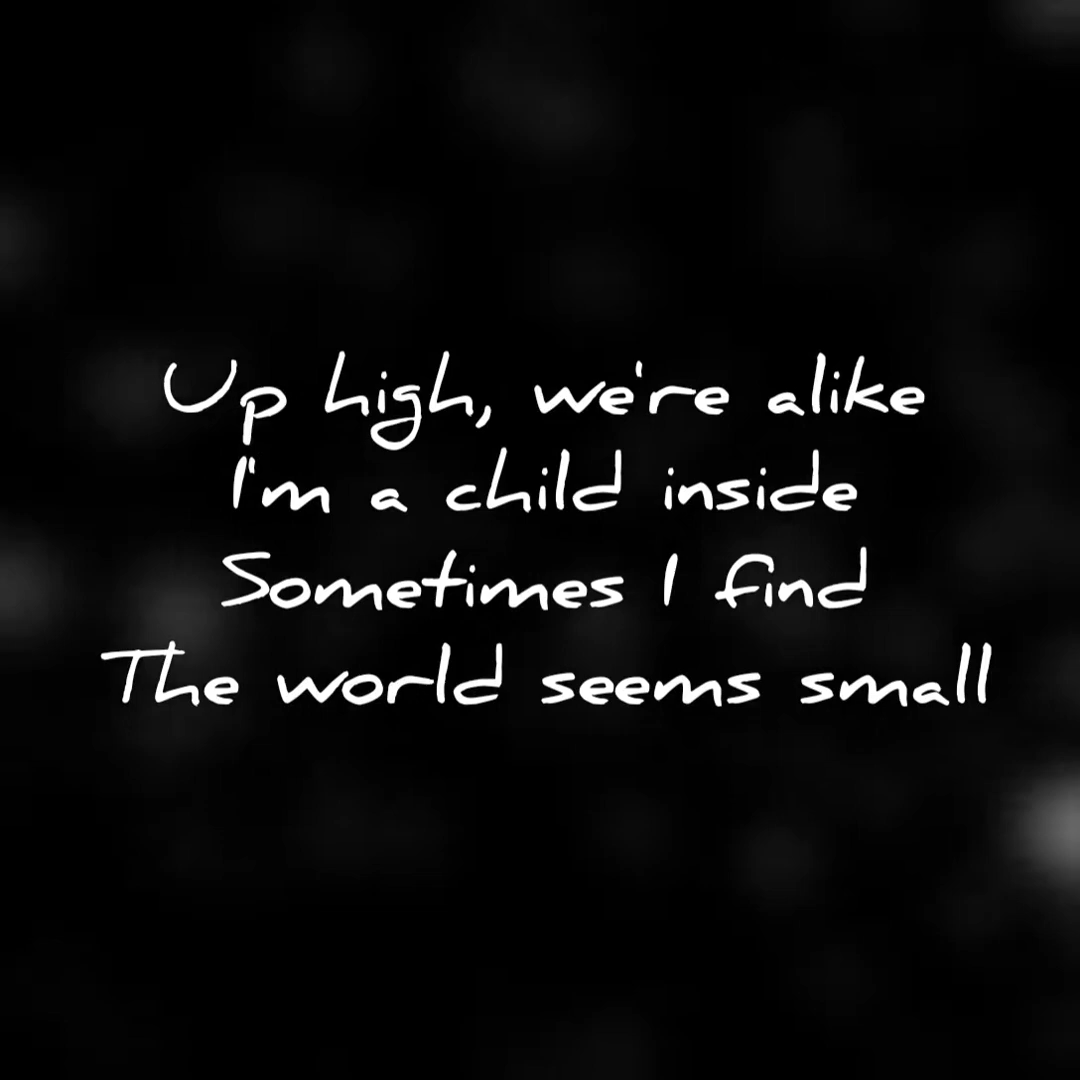 Up high, we're alike
I'm a child inside
Sometimes I find
The world seems small